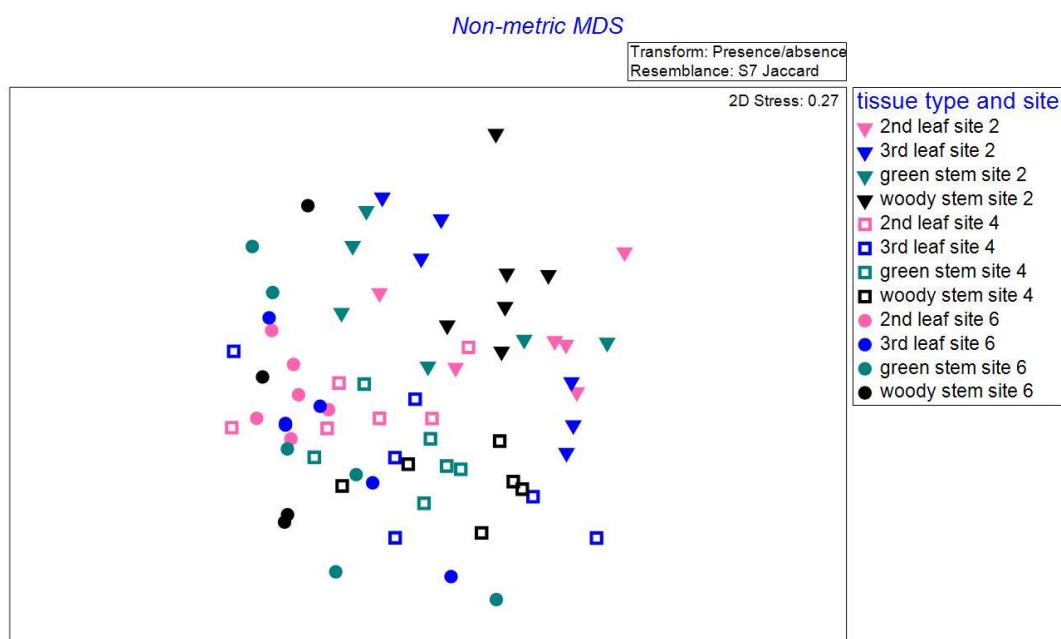 Non-metric MDS
Transform: Presence/absence
Resemblance: S7 Jaccard
2D Stress: 0.27
tissue type and site
2nd leaf site 2
3rd leaf site 2
green stem site 2
woody stem site 2
2nd leaf site 4
3rd leaf site 4
green stem site 4
woody stem site 4
2nd leaf site 6
3rd leaf site 6
green stem site 6
woody stem site 6